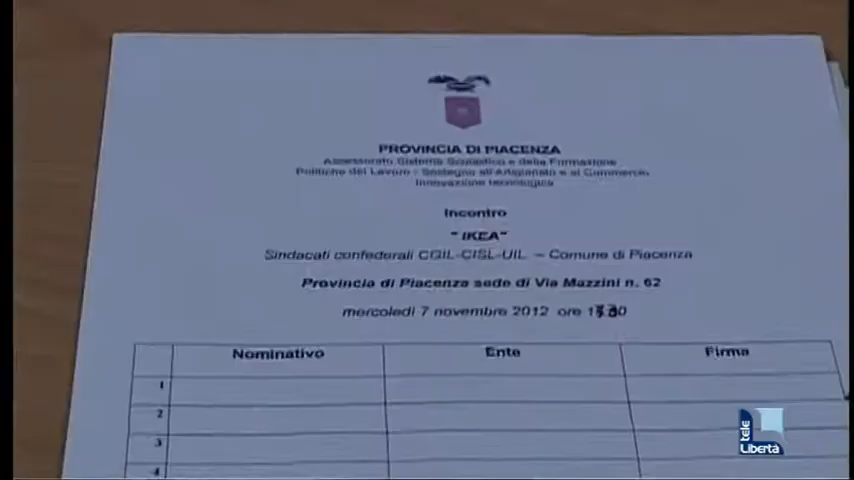 PROVINCIA DI PIACENZA
Assessorato Sistema Scolastico e della Formazione
Politiche del Lavoro - Sostegno all'Artigianato e al Commercio
Innovazione tecnologica
Incontro
"IKEA"
Sindacati confederali CGIL-CISL-UIL – Comune di Piacenza
Provincia di Piacenza sede di Via Mazzini n. 62
mercoledì 7 novembre 2012 ore
Nominativo Ente Firma
1
2
3
4
tele
Libertà